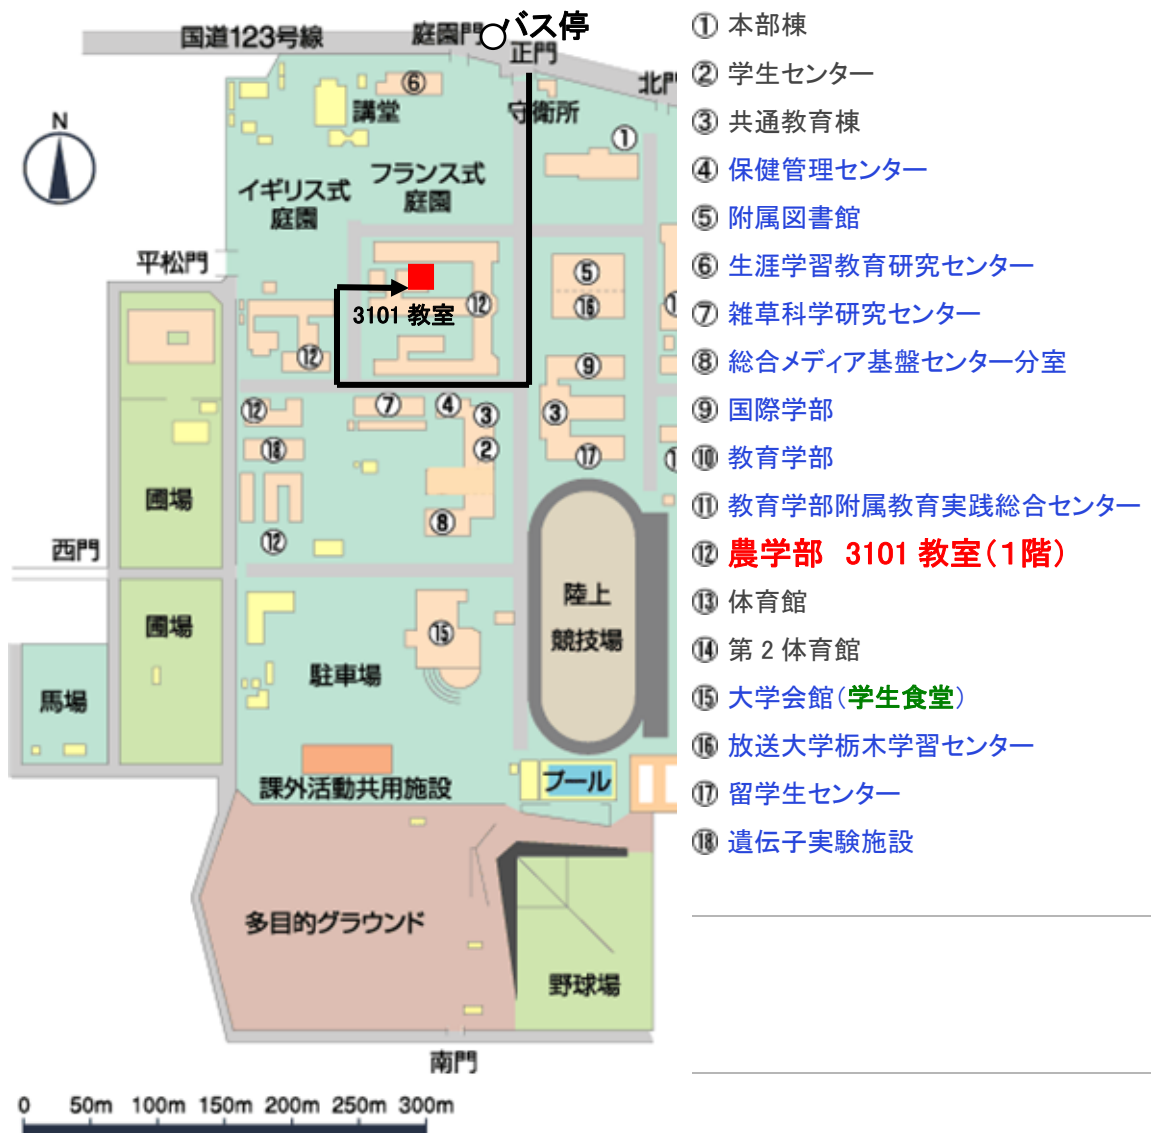 国道123号線
庭園門
バス停
正門
北門
N
⑥
講堂
守衛所
①
フランス式
庭園
イギリス式
庭園
平松門
⑤
⑯
⑫
3101 教室
⑫
⑨
⑫
⑦
④
③
③
②
⑱
⑰
圃場
⑧
⑫
西門
陸上
競技場
圃場
⑮
駐車場
馬場
プール
課外活動共用施設
多目的グラウンド
野球場
南門
0 50m 100m 150m 200m 250m 300m
① 本部棟
② 学生センター
③ 共通教育棟
④ 保健管理センター
⑤ 附属図書館
⑥ 生涯学習教育研究センター
⑦ 雑草科学研究センター
⑧ 総合メディア基盤センター分室
⑨ 国際学部
⑩ 教育学部
⑪ 教育学部附属教育実践総合センター
⑫ 農学部 3101 教室(1階)
⑬ 体育館
⑭ 第 2 体育館
⑮ 大学会館(学生食堂)
⑯ 放送大学栃木学習センター
⑰ 留学生センター
⑱ 遺伝子実験施設